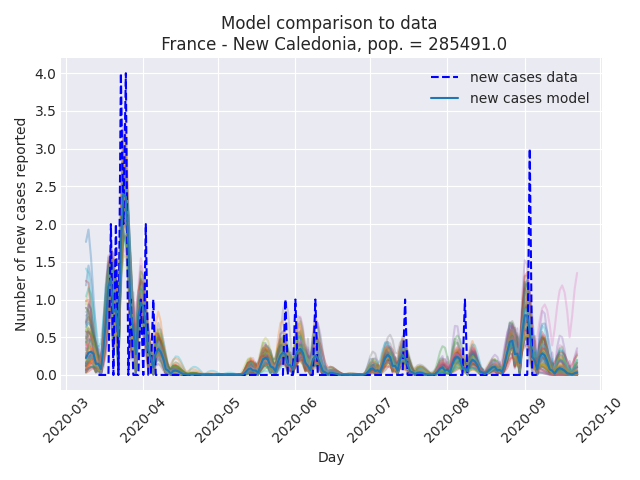 Model comparison to data
France - New Caledonia, pop. = 285491.0
new cases data
new cases model
Number of new cases reported
4.0
3.5
3.0
2.5
2.0
1.5
1.0
0.5
0.0
2020-03
2020-04
2020-05
2020-06
2020-07
2020-08
2020-09
2020-10
Day